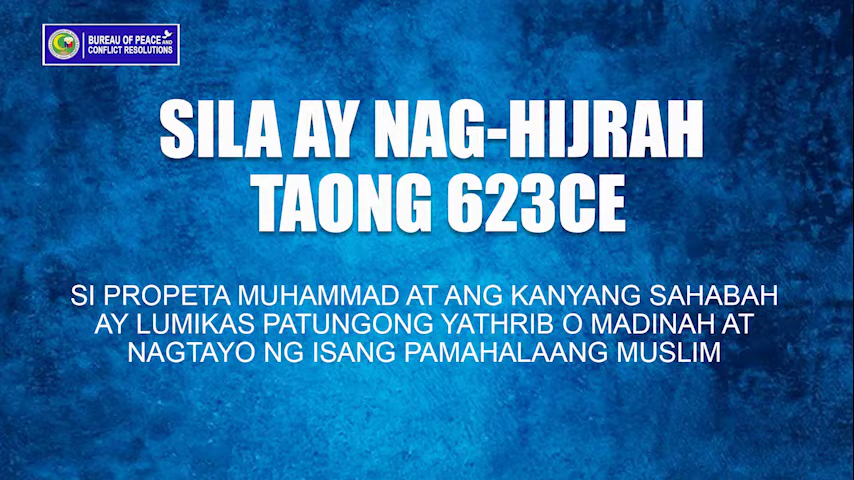 BUREAU OF PEACE AND
CONFLICT RESOLUTIONS
SILA AY NAG-HIJRAH
TAONG 623CE
SI PROPETA MUHAMMAD AT ANG KANYANG SAHABAH
AY LUMIKAS PATUNGONG YATHRIB O MADINAH AT
NAGTAYO NG ISANG PAMAHALAANG MUSLIM